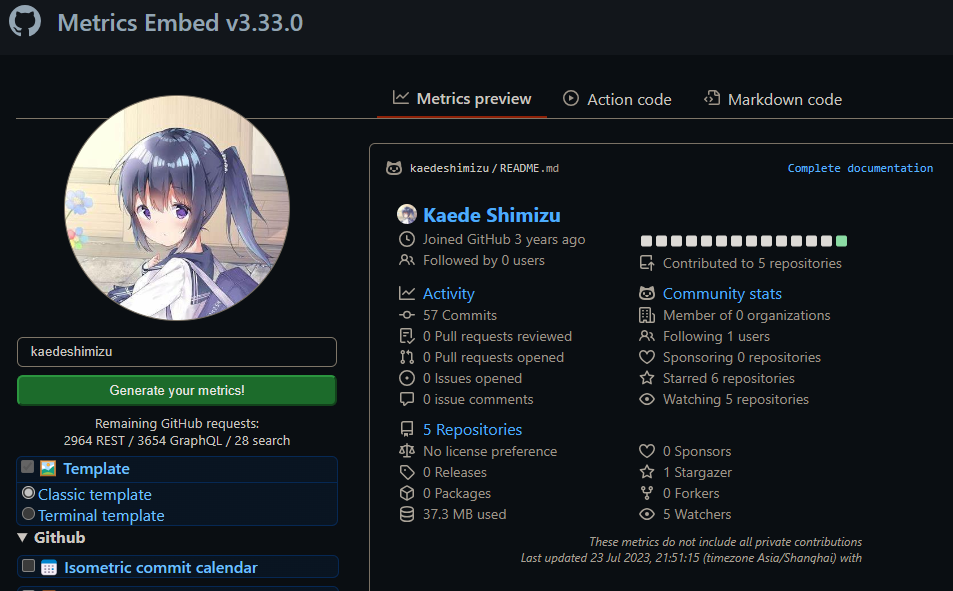 Metrics Embed v3.33.0
Metrics preview
Action code
Markdown code
kaedeshimizu/README.md
Complete documentation
kaedeshimizu
Generate your metrics!
Remaining GitHub requests:
2964 REST / 3654 GraphQL / 28 search
Template
Classic template
Terminal template
▼ Github
Isometric commit calendar
Kaede Shimizu
Joined GitHub 3 years ago
Followed by 0 users
Contributed to 5 repositories
Activity
57 Commits
0 Pull requests reviewed
0 Pull requests opened
0 Issues opened
0 issue comments
Community stats
Member of 0 organizations
Following 1 users
Sponsoring 0 repositories
Starred 6 repositories
Watching 5 repositories
5 Repositories
No license preference
0 Releases
0 Packages
37.3 MB used
0 Sponsors
1 Stargazer
0 Forkers
5 Watchers
These metrics do not include all private contributions
Last updated 23 Jul 2023, 21:51:15 (timezone Asia/Shanghai) with